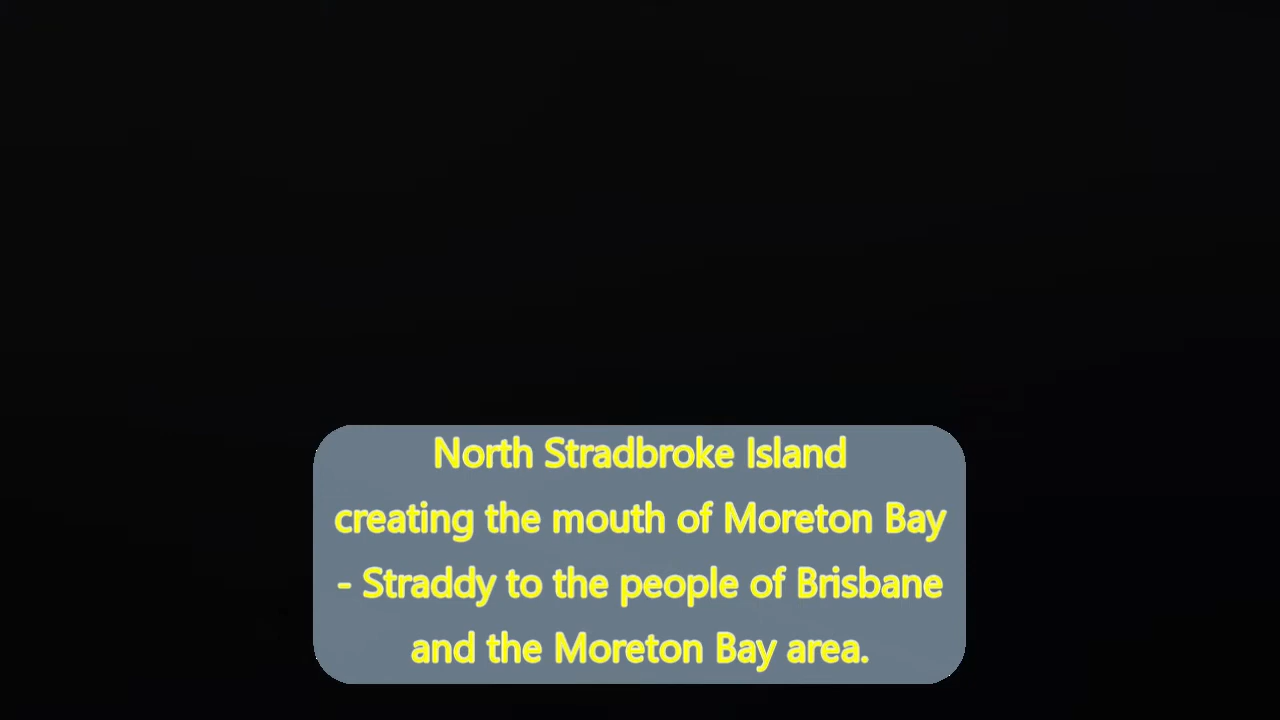 North Stradbroke Island
creating the mouth of Moreton Bay
- Straddy to the people of Brisbane
and the Moreton Bay area.